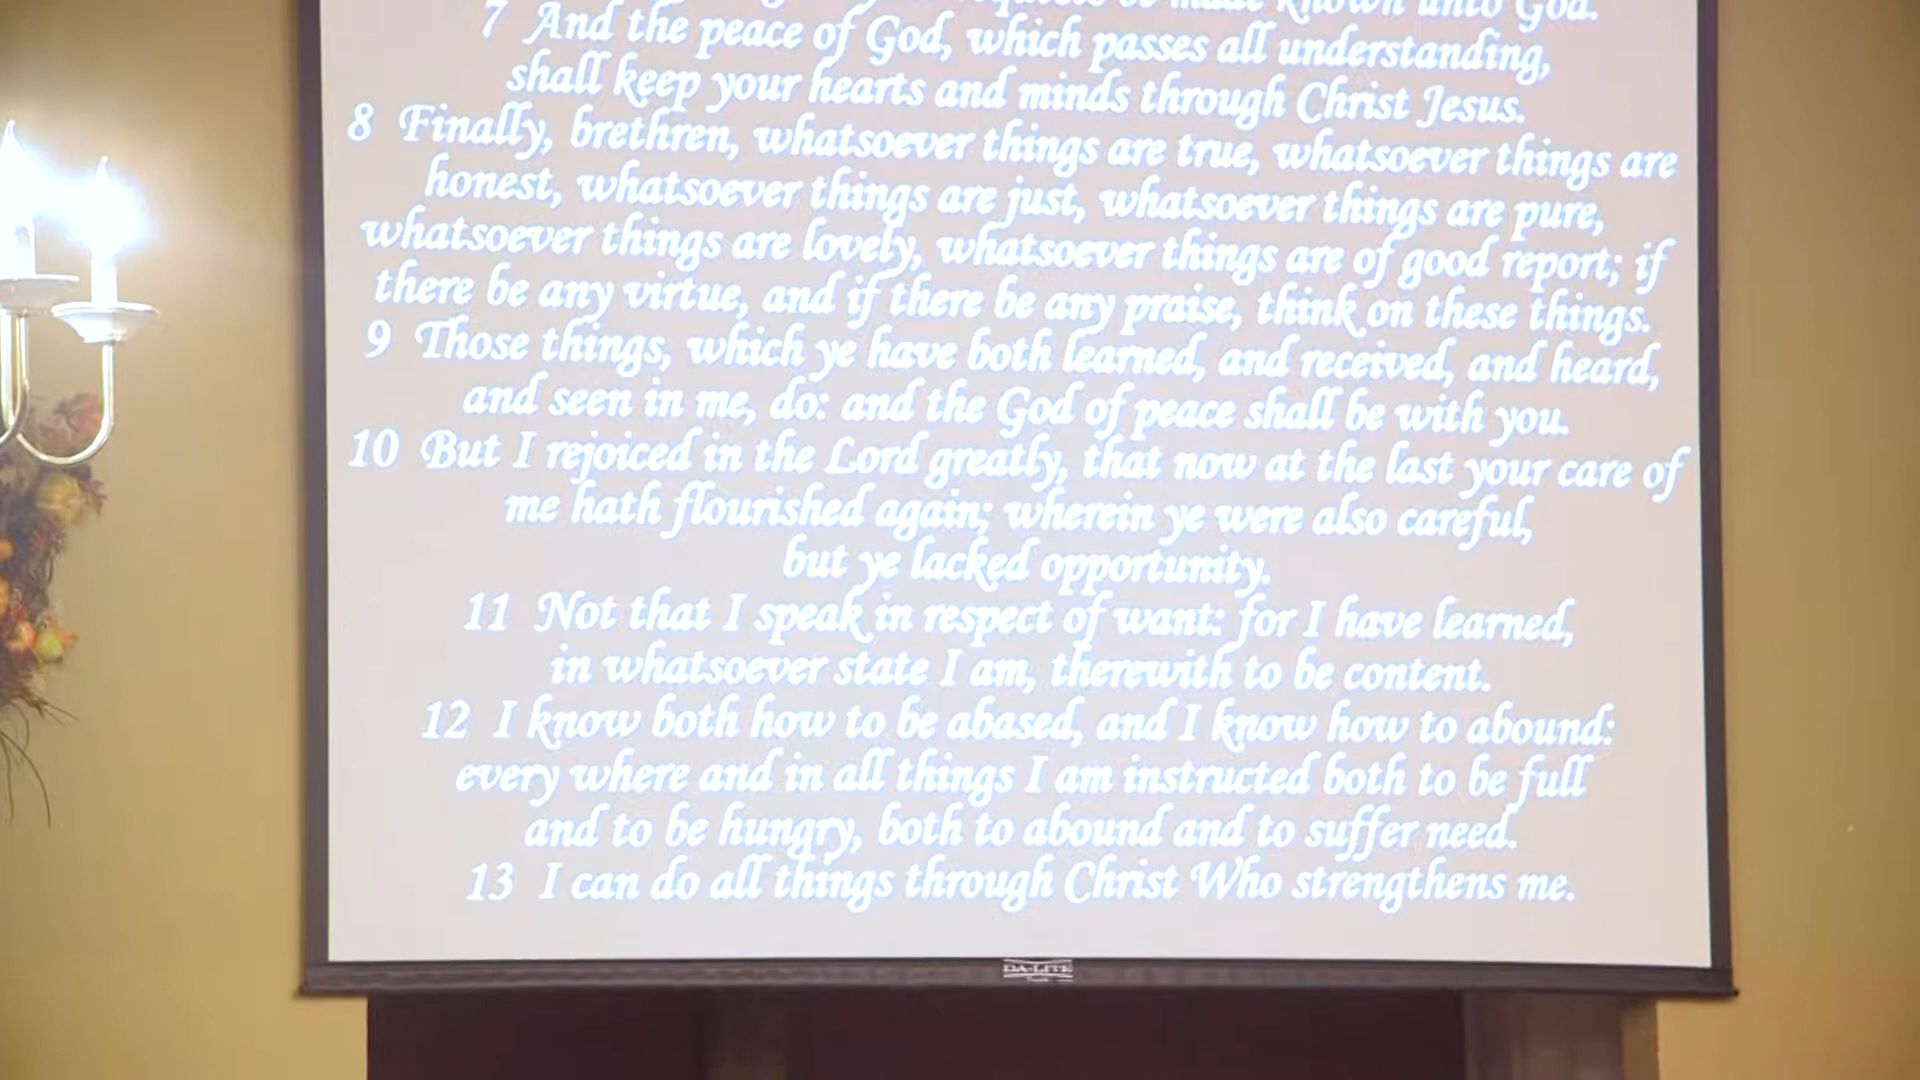 made known unto God.
7 And the peace of God, which passes all understanding,
shall keep your hearts and minds through Christ Jesus.
8 Finally, brethren, whatsoever things are true, whatsoever things are
honest, whatsoever things are just, whatsoever things are pure,
whatsoever things are lovely, whatsoever things are of good report; if
there be any virtue, and if there be any praise, think on these things.
9 Those things, which ye have both learned, and received, and heard,
and seen in me, do: and the God of peace shall be with you.
10 But I rejoiced in the Lord greatly, that now at the last your care of
me hath flourished again; wherein ye were also careful,
but ye lacked opportunity.
11 Not that I speak in respect of want: for I have learned,
in whatsoever state I am, therewith to be content.
12 I know both how to be abased, and I know how to abound:
every where and in all things I am instructed both to be full
and to be hungry, both to abound and to suffer need.
13 I can do all things through Christ Who strengthens me.
DA-LITE